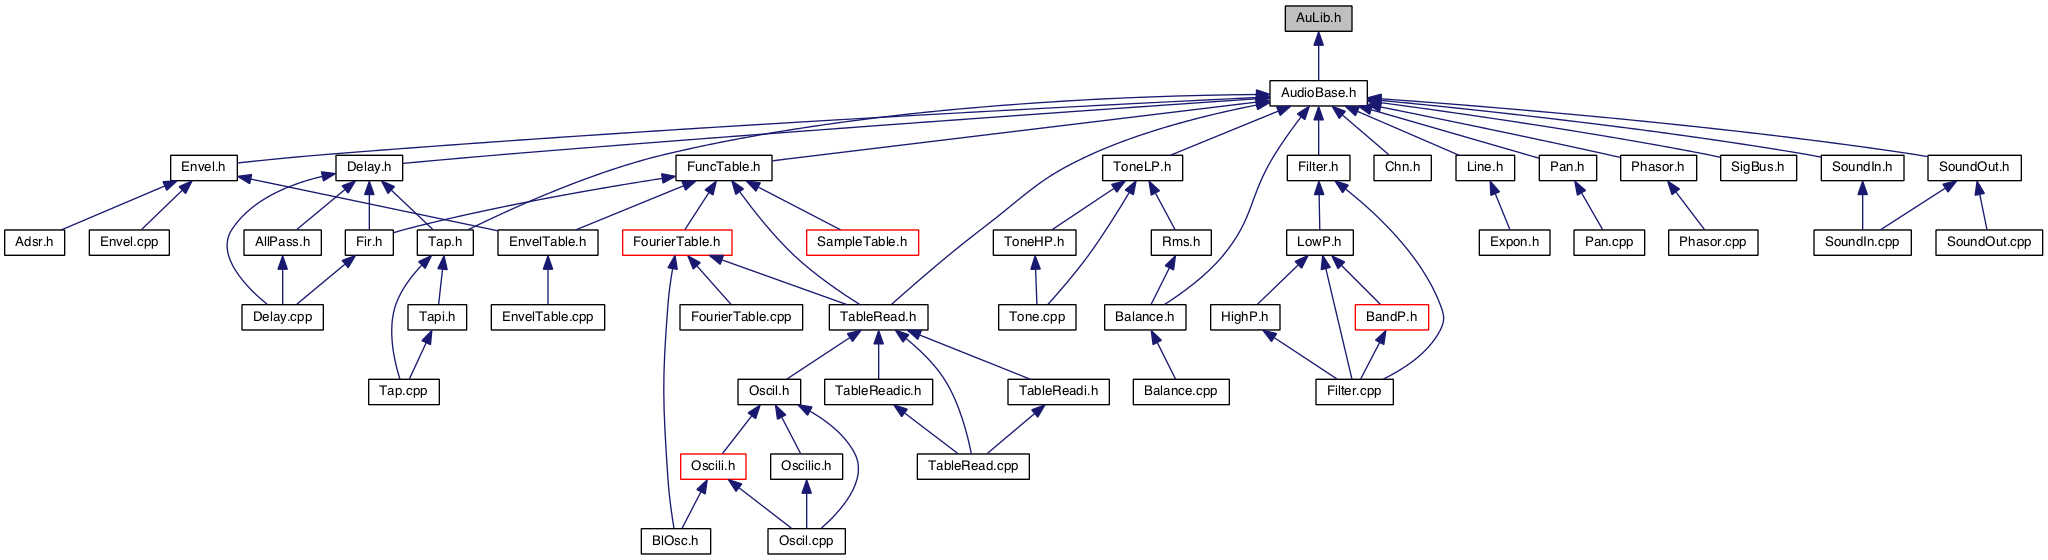 AuLib.h
AudioBase.h
Envel.h
Delay.h
FuncTable.h
ToneLP.h
Filter.h
Chn.h
Line.h
Pan.h
Phasor.h
SigBus.h
SoundIn.h
SoundOut.h
Adsr.h
Envel.cpp
AllPass.h
Fir.h
Tap.h
EnvelTable.h
FourierTable.h
SampleTable.h
ToneHP.h
Rms.h
LowP.h
Expon.h
Pan.cpp
Phasor.cpp
SoundIn.cpp
SoundOut.cpp
Delay.cpp
Tapi.h
EnvelTable.cpp
FourierTable.cpp
TableRead.h
Tone.cpp
Balance.h
HighP.h
BandP.h
Tap.cpp
Oscil.h
TableReadic.h
TableReadi.h
Balance.cpp
Filter.cpp
Oscili.h
Oscilic.h
TableRead.cpp
BlOsc.h
Oscil.cpp